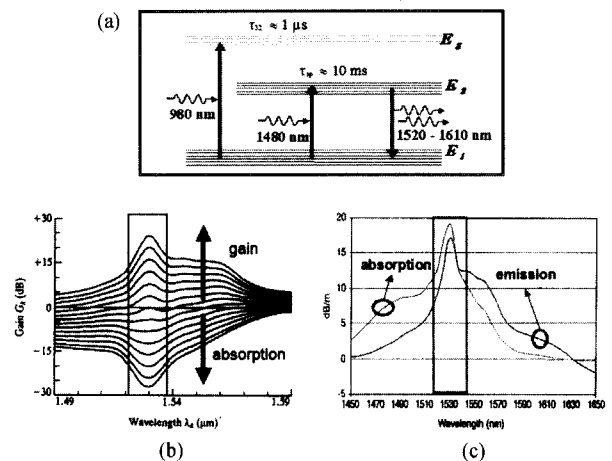 (a)
τ32 ≈ 1 μs
E3
τsp ≈ 10 ms
E2
980 nm
1480 nm
1520 - 1610 nm
E1
Gain Gd (dB)
+30
+15
0
−15
−30
gain
absorption
1.49
1.54
1.59
Wavelength λd (μm)
(b)
dB/m
20
15
10
5
0
-5
absorption
emission
1450 1470 1490 1510 1530 1550 1570 1590 1610 1630 1650
Wavelength (nm)
(c)